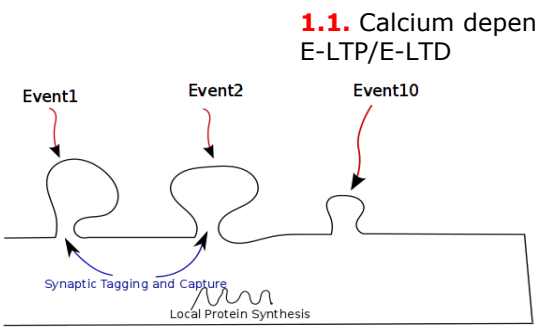 1.1. Calcium depen
E-LTP/E-LTD
Event1
Event2
Event10
Synaptic Tagging and Capture
Local Protein Synthesis